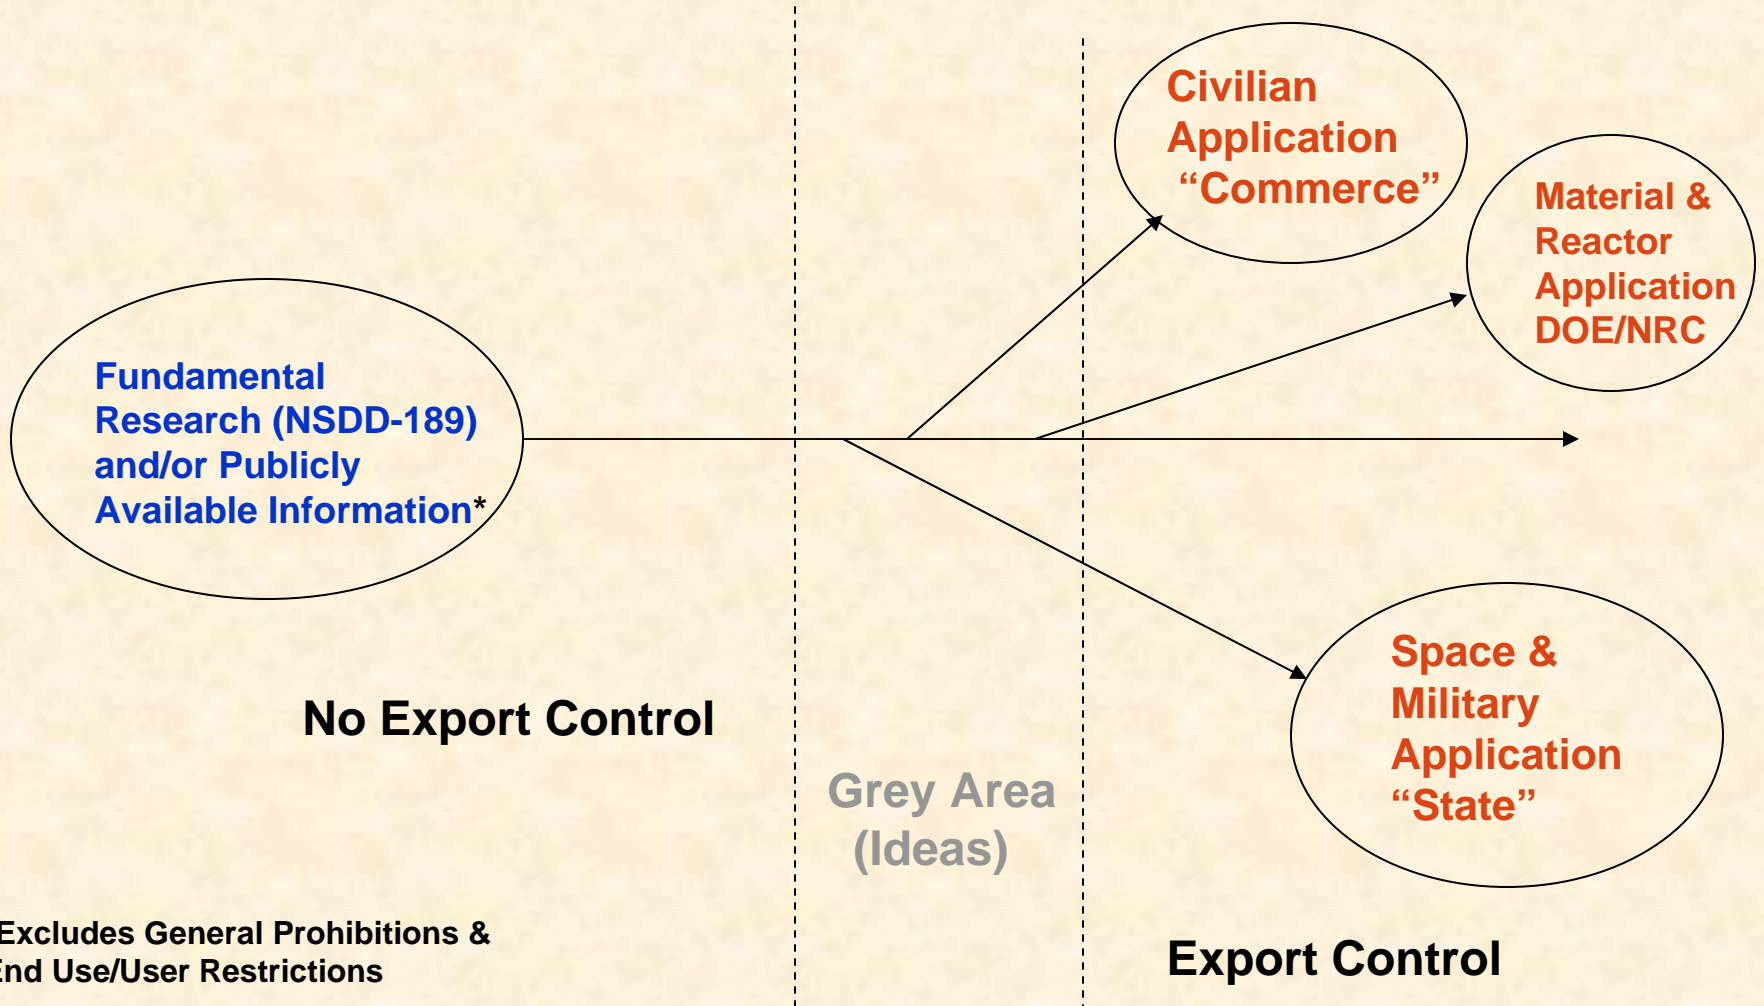 Civilian
Application
“Commerce”
Material &
Reactor
Application
DOE/NRC
Fundamental
Research (NSDD-189)
and/or Publicly
Available Information*
Space &
Military
Application
“State”
No Export Control
Grey Area
(Ideas)
Excludes General Prohibitions &
End Use/User Restrictions
Export Control